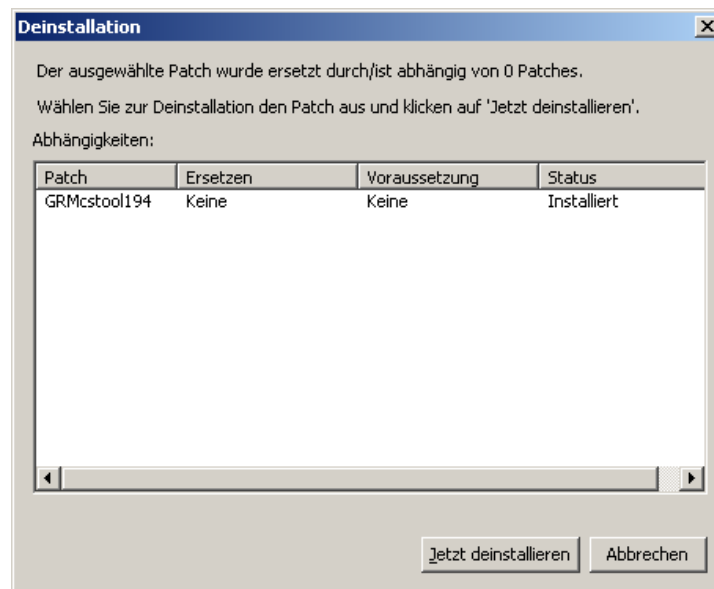 Deinstallation
Der ausgewählte Patch wurde ersetzt durch/ist abhängig von 0 Patches.
Wählen Sie zur Deinstallation den Patch aus und klicken auf 'Jetzt deinstallieren'.
Abhängigkeiten:
Patch Ersetzen Voraussetzung Status
GRMcstool194 Keine Keine Installiert
Jetzt deinstallieren Abbrechen